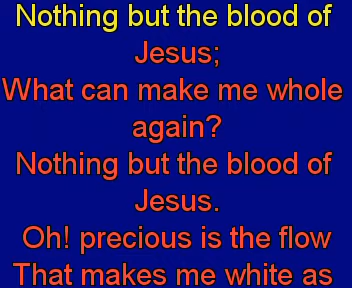 Nothing but the blood of
Jesus;
What can make me whole
again?
Nothing but the blood of
Jesus.
Oh! precious is the flow
That makes me white as